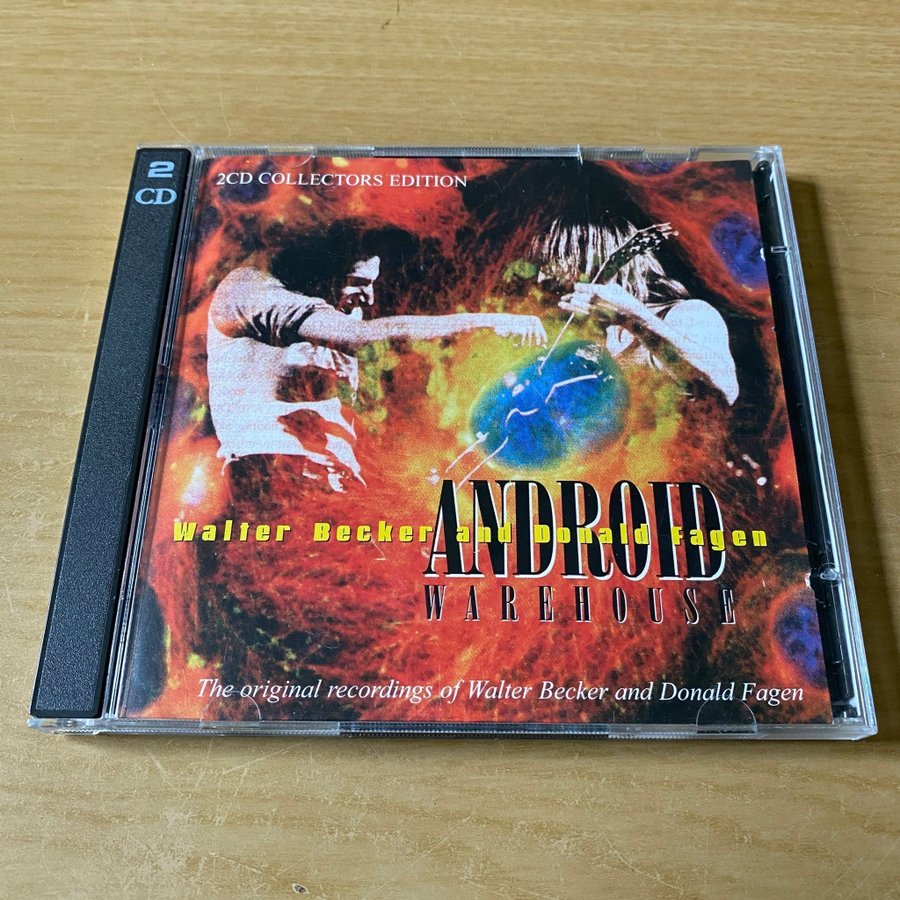 2
CD
2CD COLLECTORS EDITION
Walter Becker and Donald Fagen
ANDROID
WAREHOUSE
The original recordings of Walter Becker and Donald Fagen